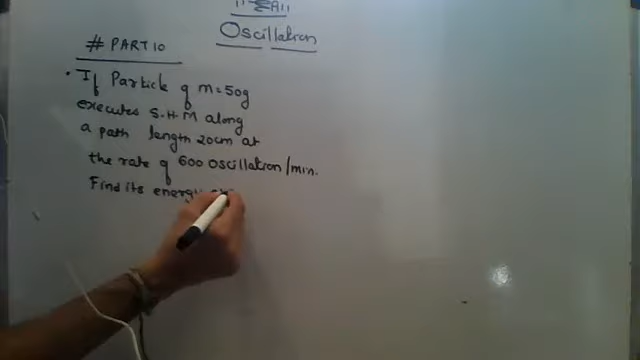 Oscillation
# PART 10
• If Particle of m=50g
executes S.H.M along
a path length 20cm at
the rate of 600 oscillation/min.
Find its energy